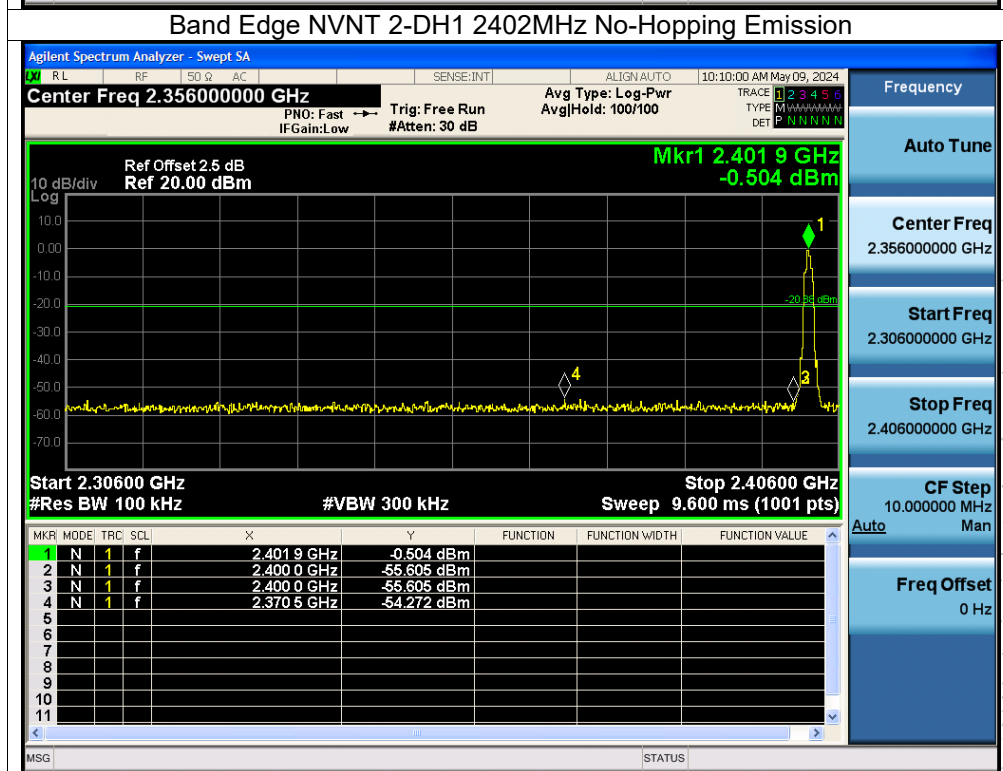 Band Edge NVNT 2-DH1 2402MHz No-Hopping Emission
Agilent Spectrum Analyzer - Swept SA
LXI RL RF 50 Ω AC SENSE:INT ALIGN AUTO 10:10:00 AM May 09, 2024
Center Freq 2.356000000 GHz Avg Type: Log-Pwr TRACE 1 2 3 4 5 6
PNO: Fast Trig: Free Run Avg|Hold: 100/100 TYPE M
IFGain:Low #Atten: 30 dB DET P N N N N N
Frequency
Ref Offset 2.5 dB Mkr1 2.401 9 GHz
10 dB/div Ref 20.00 dBm -0.504 dBm
Log
10.0
1
0.00
-10.0
-20.0
-30.0
-40.0
4
3
-50.0
-60.0
-70.0
Start 2.30600 GHz Stop 2.40600 GHz
#Res BW 100 kHz #VBW 300 kHz Sweep 9.600 ms (1001 pts)
MKR MODE TRC SCL X Y FUNCTION FUNCTION WIDTH FUNCTION VALUE
1 N 1 f 2.401 9 GHz -0.504 dBm
2 N 1 f 2.400 0 GHz -55.605 dBm
3 N 1 f 2.400 0 GHz -55.605 dBm
4 N 1 f 2.370 5 GHz -54.272 dBm
5
6
7
8
9
10
11
MSG STATUS
Auto Tune
Center Freq
2.356000000 GHz
Start Freq
2.306000000 GHz
Stop Freq
2.406000000 GHz
CF Step
10.000000 MHz
Auto Man
Freq Offset
0 Hz